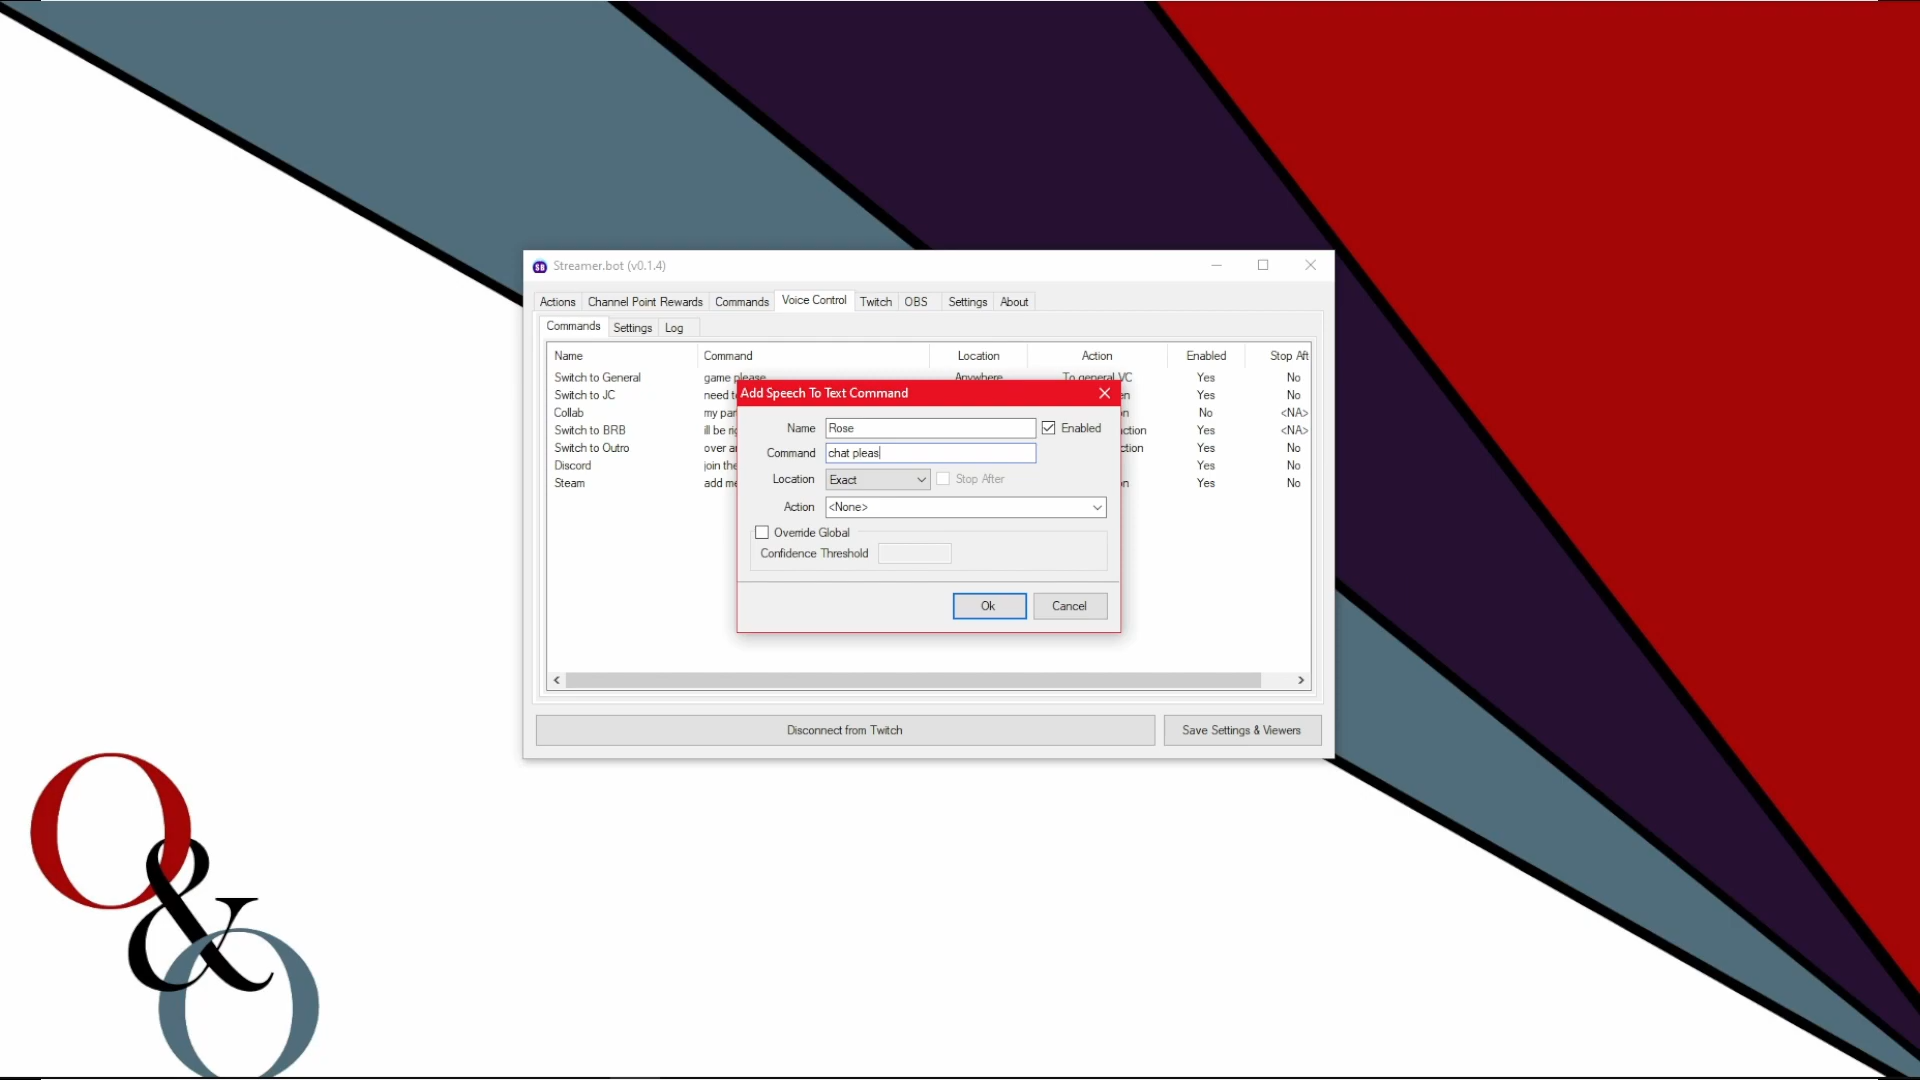 SB Streamer.bot (v0.1.4)
Actions Channel Point Rewards Commands Voice Control Twitch OBS Settings About
Commands Settings Log
Name Command Location Action Enabled Stop Aft
Switch to General game please Anywhere To general VC Yes No
Switch to JC need t Yes No
Collab my par No <NA>
Switch to BRB ill be rig ction Yes <NA>
Switch to Outro over a ction Yes No
Discord join the Yes No
Steam add me Yes No
Add Speech To Text Command
Name Rose Enabled
Command chat pleas
Location Exact Stop After
Action <None>
Override Global
Confidence Threshold
Ok Cancel
Disconnect from Twitch Save Settings & Viewers
O
&
O